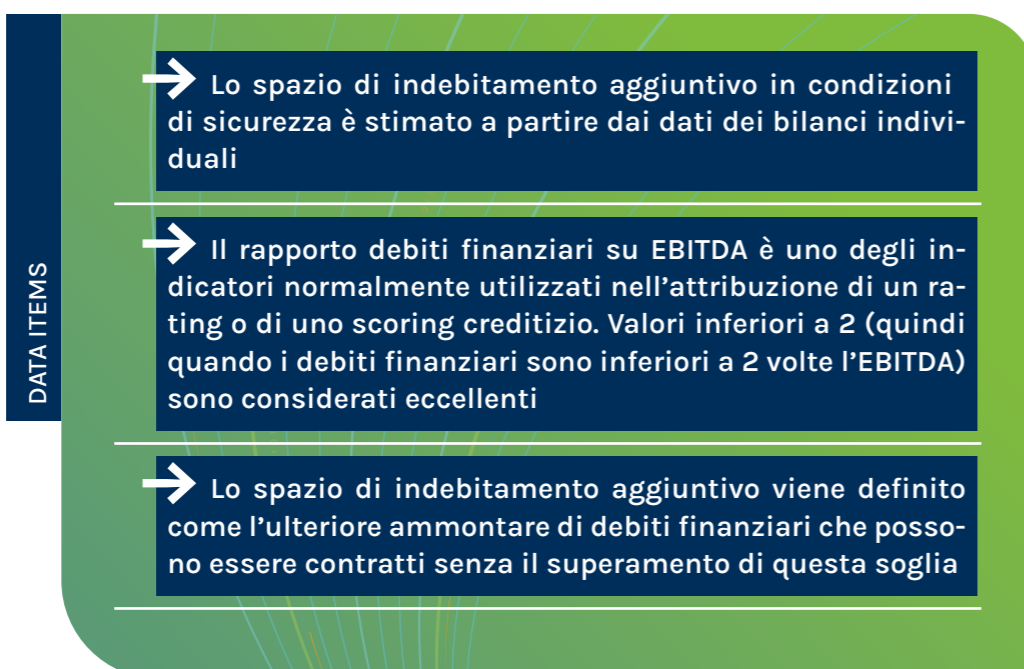 DATA ITEMS
→ Lo spazio di indebitamento aggiuntivo in condizioni
di sicurezza è stimato a partire dai dati dei bilanci indivi-
duali
→ Il rapporto debiti finanziari su EBITDA è uno degli in-
dicatori normalmente utilizzati nell'attribuzione di un ra-
ting o di uno scoring creditizio. Valori inferiori a 2 (quindi
quando i debiti finanziari sono inferiori a 2 volte l'EBITDA)
sono considerati eccellenti
→ Lo spazio di indebitamento aggiuntivo viene definito
come l'ulteriore ammontare di debiti finanziari che posso-
no essere contratti senza il superamento di questa soglia